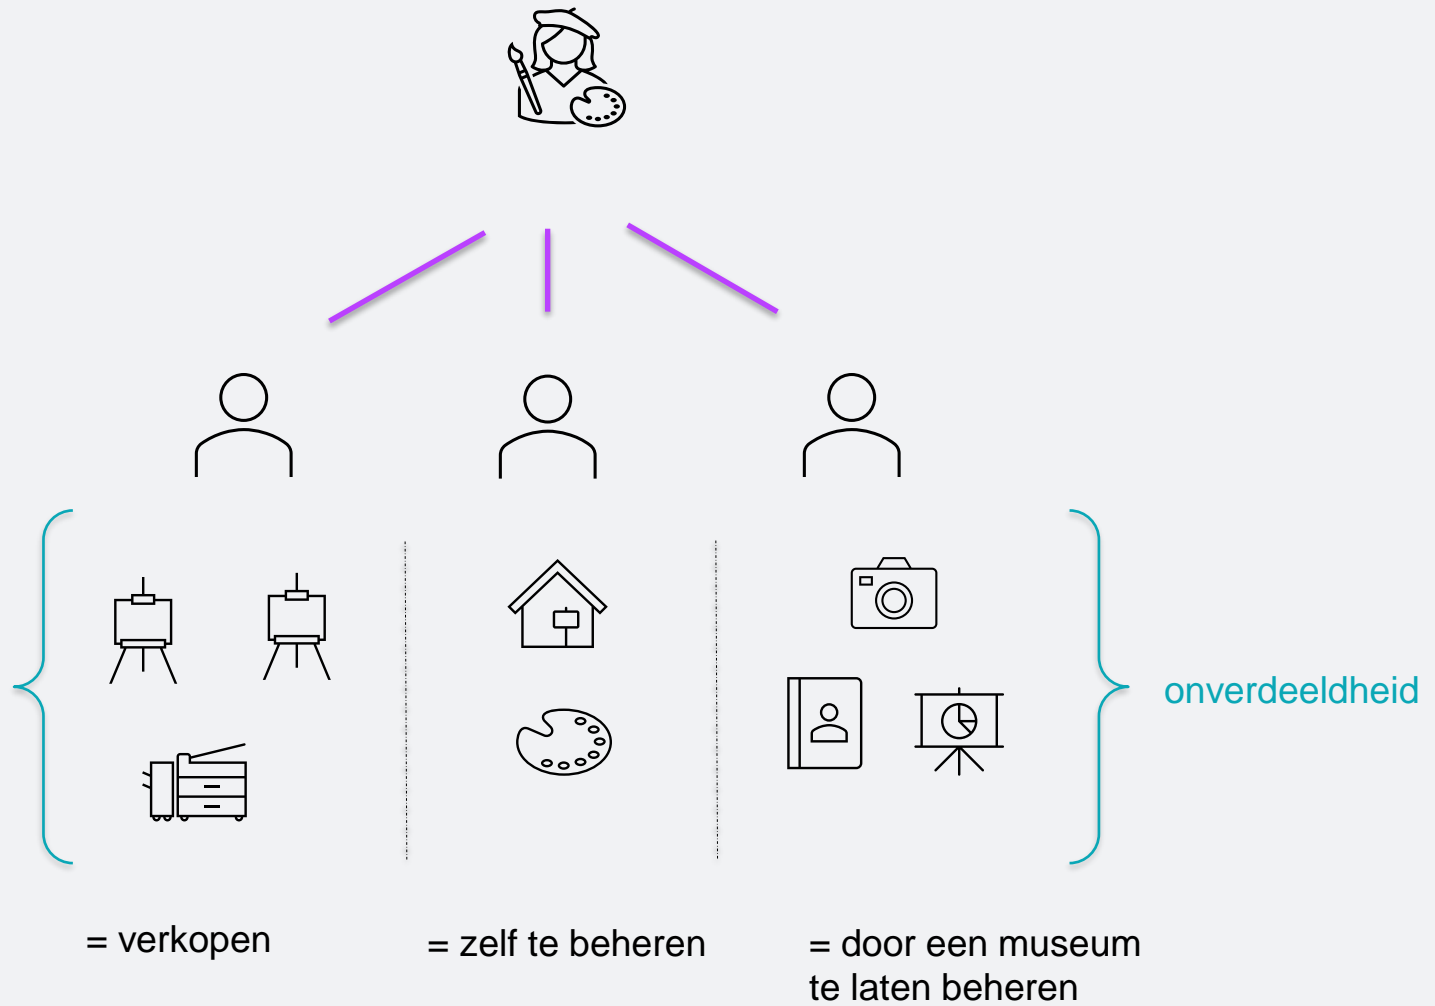 onverdeeldheid
= verkopen
= zelf te beheren
= door een museum
te laten beheren